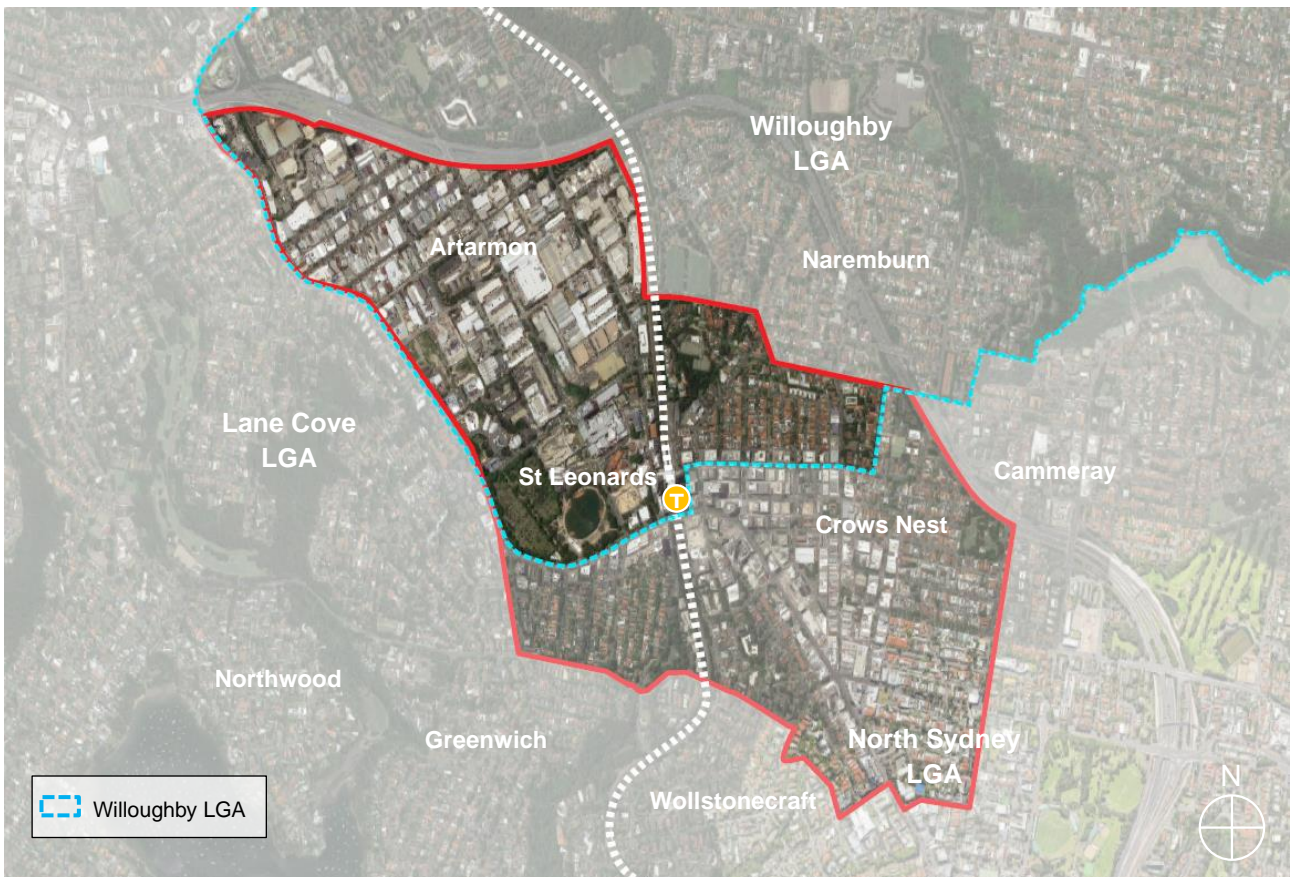 Willoughby
LGA
Artarmon
Naremburn
Lane Cove
LGA
St Leonards
T
Cammeray
Crows Nest
Northwood
Greenwich
North Sydney
LGA
Wollstonecraft
N
Willoughby LGA